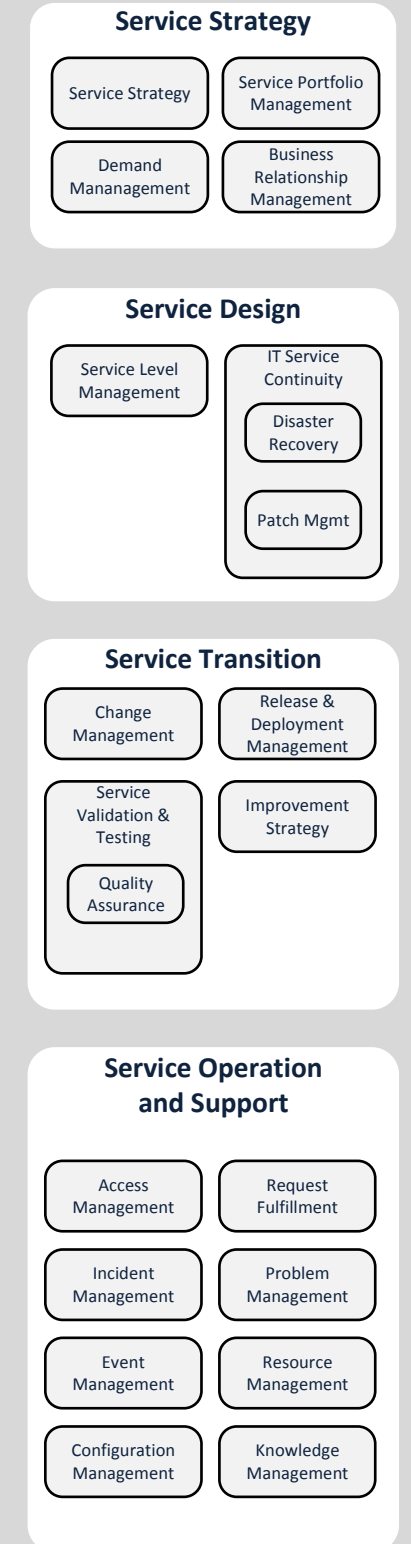 Service Strategy
Service Strategy
Service Portfolio
Management
Demand
Mananagement
Business
Relationship
Management
Service Design
Service Level
Management
IT Service
Continuity
Disaster
Recovery
Patch Mgmt
Service Transition
Change
Management
Release &
Deployment
Management
Service
Validation &
Testing
Quality
Assurance
Improvement
Strategy
Service Operation
and Support
Access
Management
Request
Fulfillment
Incident
Management
Problem
Management
Event
Management
Resource
Management
Configuration
Management
Knowledge
Management